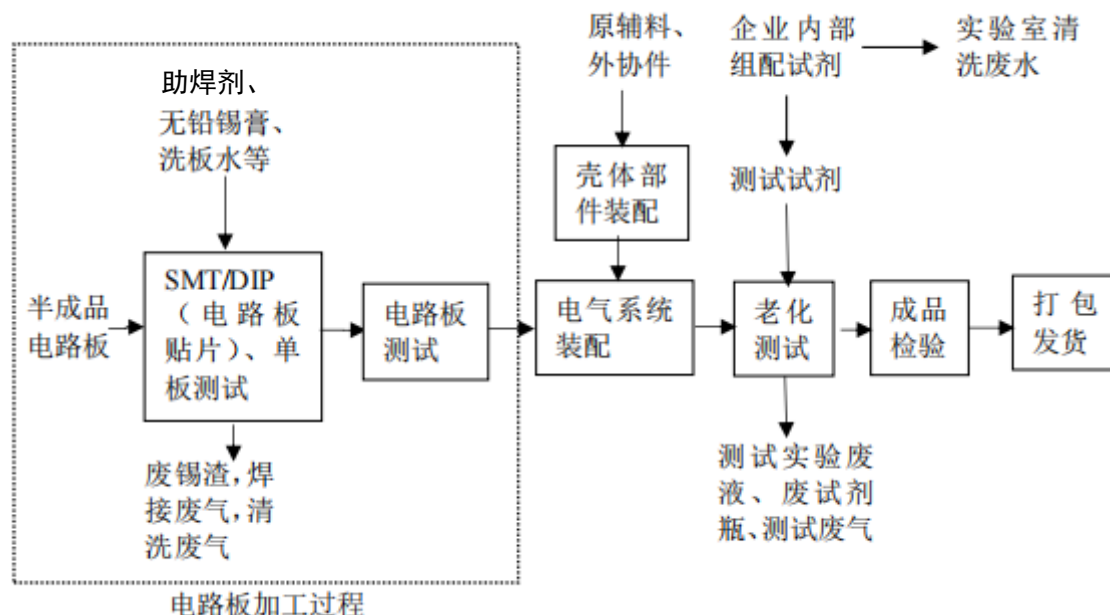 助焊剂、
无铅锡膏、
洗板水等
半成品
电路板
SMT/DIP
（电路板
贴片）、单
板测试
废锡渣,焊
接废气,清
洗废气
电路板
测试
电路板加工过程
原辅料、
外协件
壳体部
件装配
电气系统
装配
企业内部
组配试剂
实验室清
洗废水
测试试剂
老化
测试
测试实验废
液、废试剂
瓶、测试废气
成品
检验
打包
发货